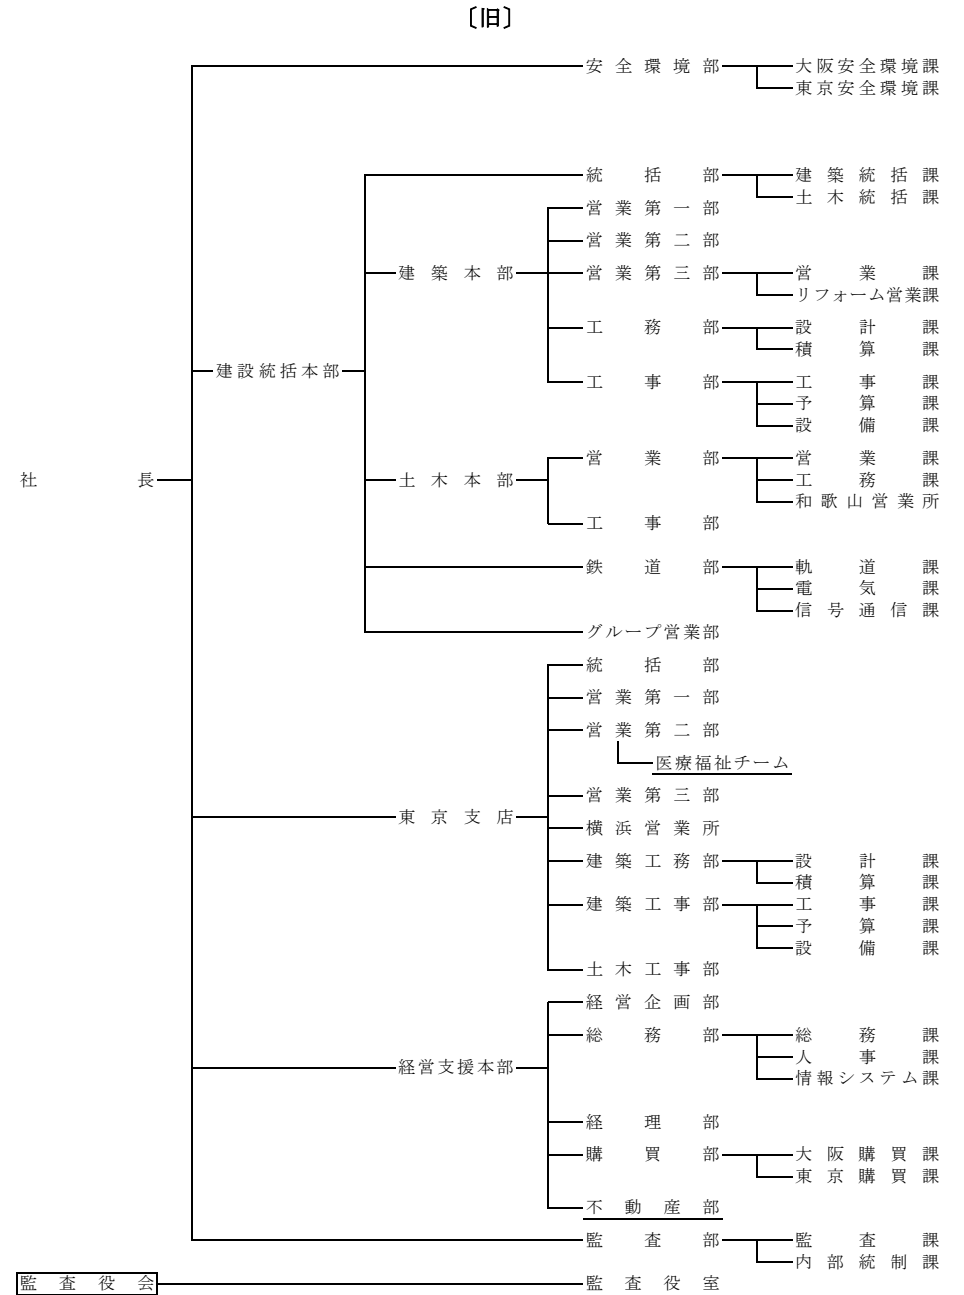 〔旧〕
安全環境部 大阪安全環境課
東京安全環境課
統括部 建築統括課
土木統括課
営業第一部
営業第二部
建築本部 営業第三部 営業課
リフォーム営業課
工務部 設計課
積算課
建設統括本部
工事部 工事課
予算課
設備課
営業部 営業課
社長 土木本部 工務課
和歌山営業所
工事部
鉄道部 軌道課
電気課
信号通信課
グループ営業部
統括部
営業第一部
営業第二部
医療福祉チーム
営業第三部
東京支店
横浜営業所
建築工務部 設計課
積算課
建築工事部 工事課
予算課
設備課
土木工事部
経営企画部
総務部 総務課
人事課
経営支援本部
情報システム課
経理部
購買部 大阪購買課
東京購買課
不動産部
監査部 監査課
内部統制課
監査役会 監査役室